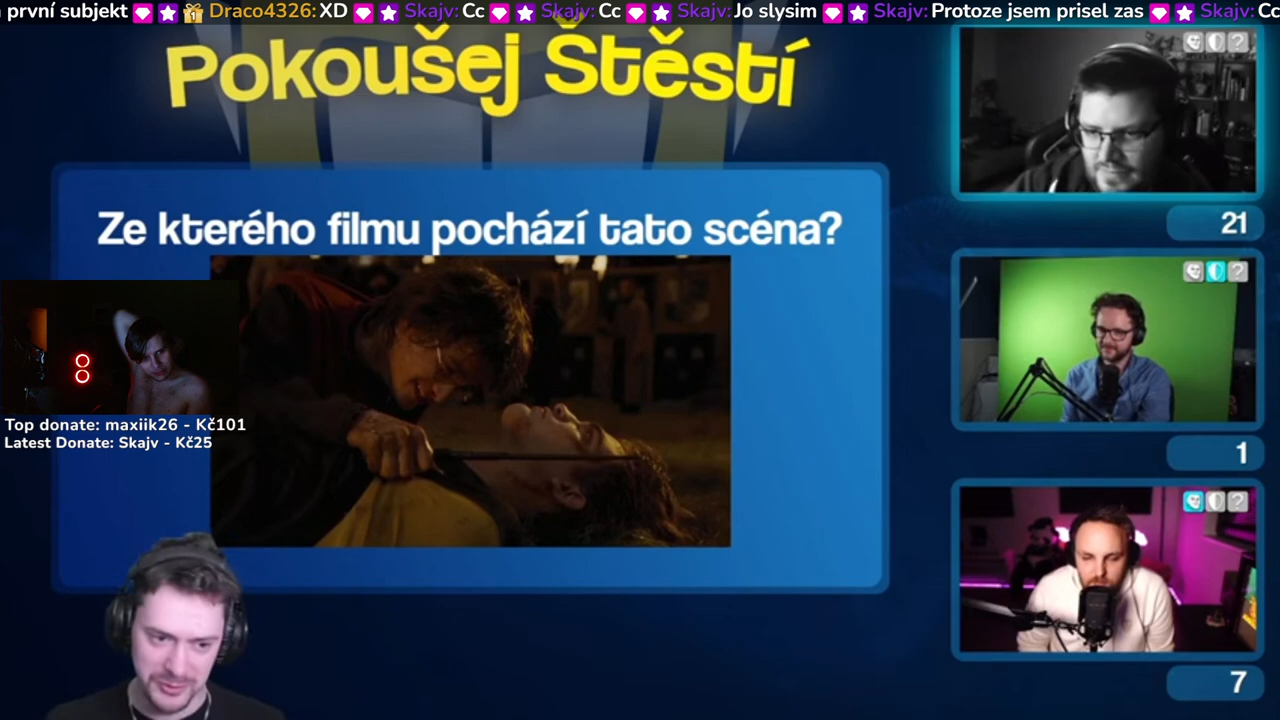 první subjekt Draco4326: XD Skajv: Cc Skajv: Cc Skajv: Jo slysim Skajv: Protoze jsem prisel zas Skajv: Cc
Pokoušej Štěstí
Ze kterého filmu pochází tato scéna?
21
Top donate: maxiik26 - Kč101
Latest Donate: Skajv - Kč25
1
7